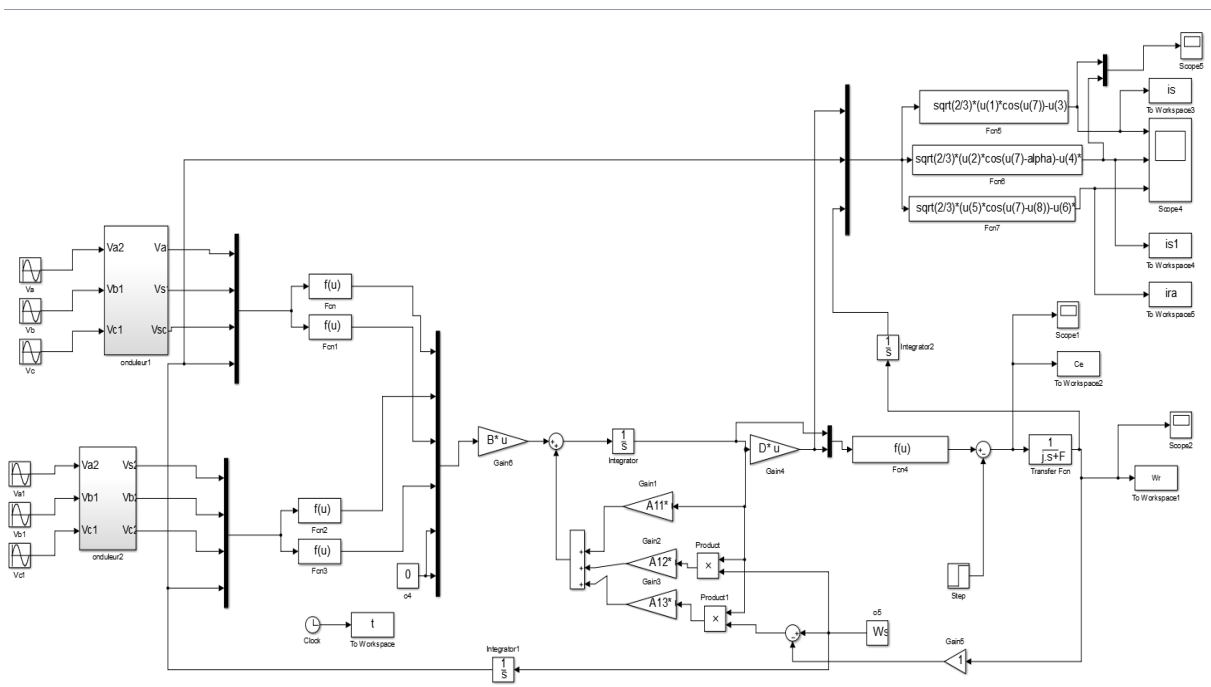 Scope5
sqrt(2/3)*(u(1)*cos(u(7))-u(3)
Fcn5
is
To Workspace3
sqrt(2/3)*(u(2)*cos(u(7)-alpha)-u(4)*
Fcn6
sqrt(2/3)*(u(5)*cos(u(7)-u(8))-u(6)*
Fcn7
Scope4
is1
To Workspace4
ira
To Workspace5
Va
Vb
Vc
Va2
Vb1
Vc1
Va
Vs
Vsc
onduleur1
f(u)
Fcn
f(u)
Fcn1
1
s
Integrator2
Scope1
Ce
To Workspace2
Scope2
Va1
Vb1
Vc1
Va2
Vb1
Vc1
Vs2
Vb2
Vc2
onduleur2
f(u)
Fcn2
f(u)
Fcn3
0
o4
B* u
Gain6
+
+
1
s
Integrator
D* u
Gain4
f(u)
Fcn4
+
−
1
j.s+F
Transfer Fcn
Wr
To Workspace1
Gain1
A11*
Gain2
A12*
Gain3
A13*
+
+
+
Product
×
Product1
×
Step
o5
Ws
+
−
Gain5
1
Clock
t
To Workspace
Integrator1
1
s